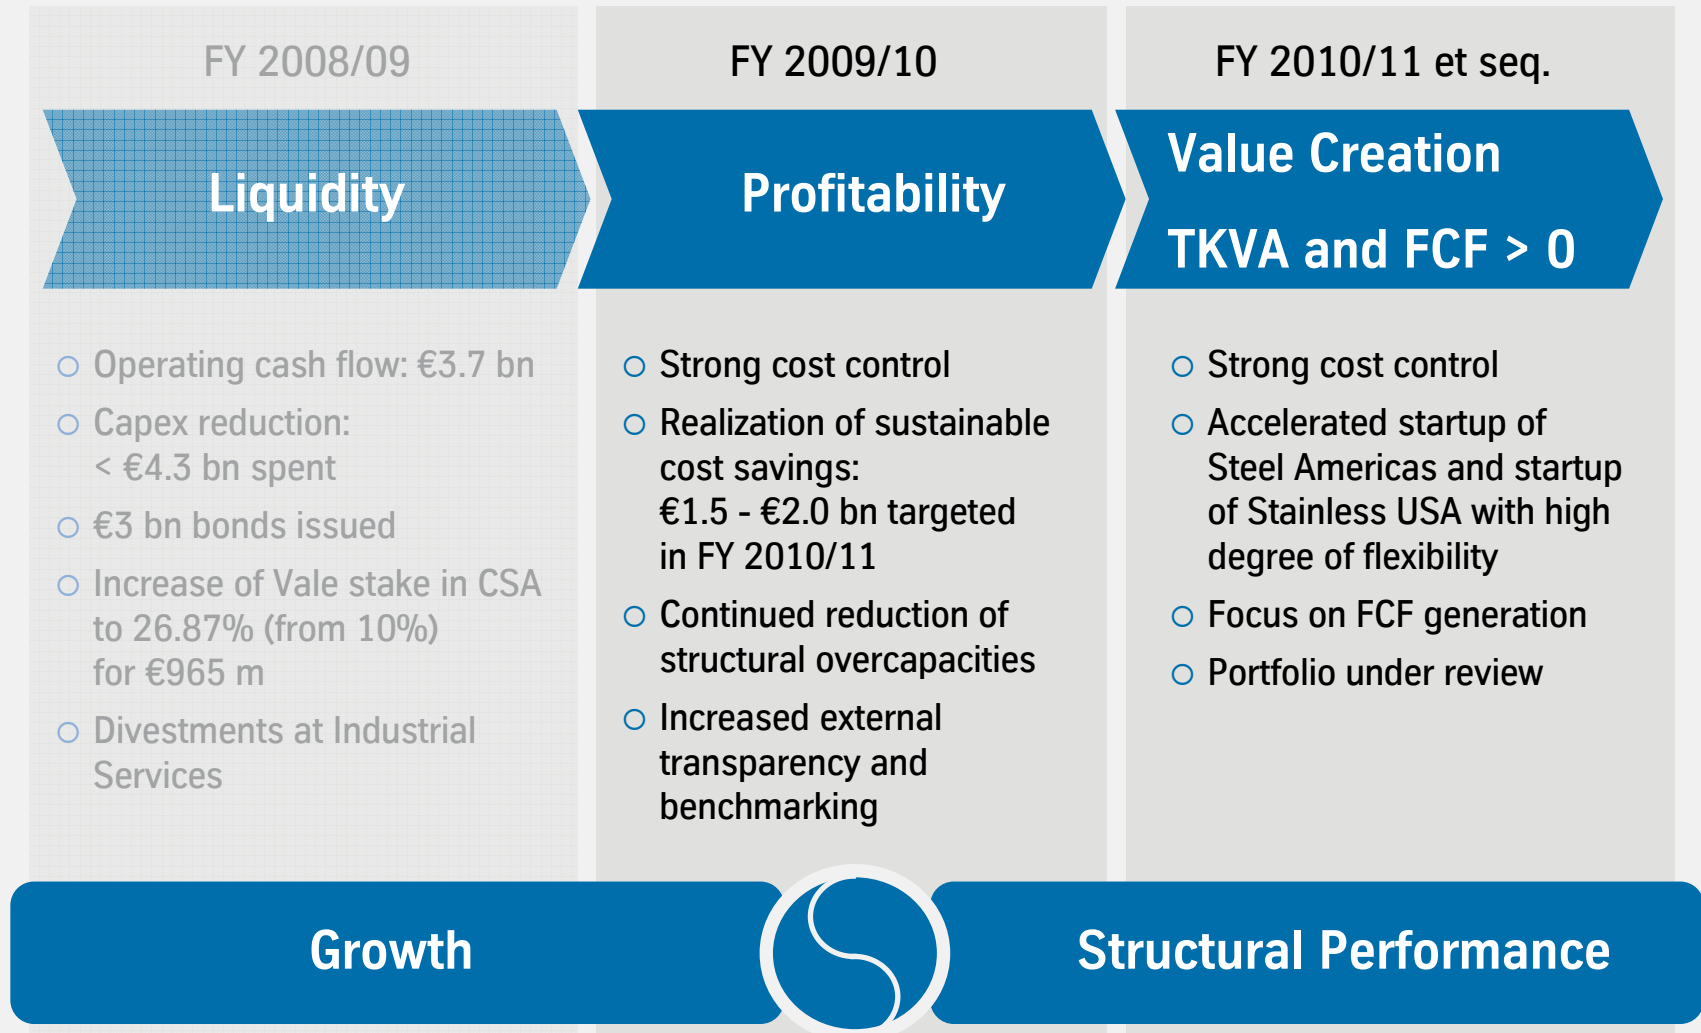 FY 2008/09
Liquidity
Operating cash flow: €3.7 bn
Capex reduction:
< €4.3 bn spent
€3 bn bonds issued
Increase of Vale stake in CSA
to 26.87% (from 10%)
for €965 m
Divestments at Industrial
Services
FY 2009/10
Profitability
Strong cost control
Realization of sustainable
cost savings:
€1.5 - €2.0 bn targeted
in FY 2010/11
Continued reduction of
structural overcapacities
Increased external
transparency and
benchmarking
FY 2010/11 et seq.
Value Creation
TKVA and FCF > 0
Strong cost control
Accelerated startup of
Steel Americas and startup
of Stainless USA with high
degree of flexibility
Focus on FCF generation
Portfolio under review
Growth
Structural Performance